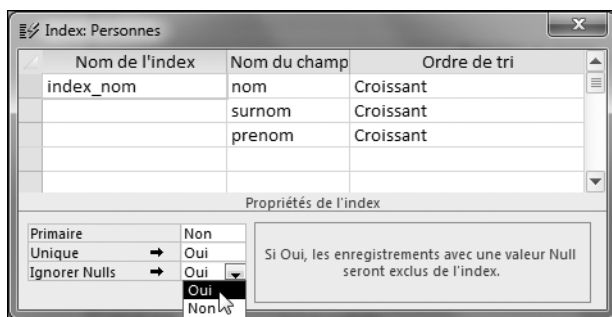 Index: Personnes
Nom de l'index Nom du champ Ordre de tri
index_nom nom Croissant
surnom Croissant
prenom Croissant
Propriétés de l'index
Primaire Non
Unique Oui
Ignorer Nulls Oui
Oui
Non
Si Oui, les enregistrements avec une valeur Null
seront exclus de l'index.